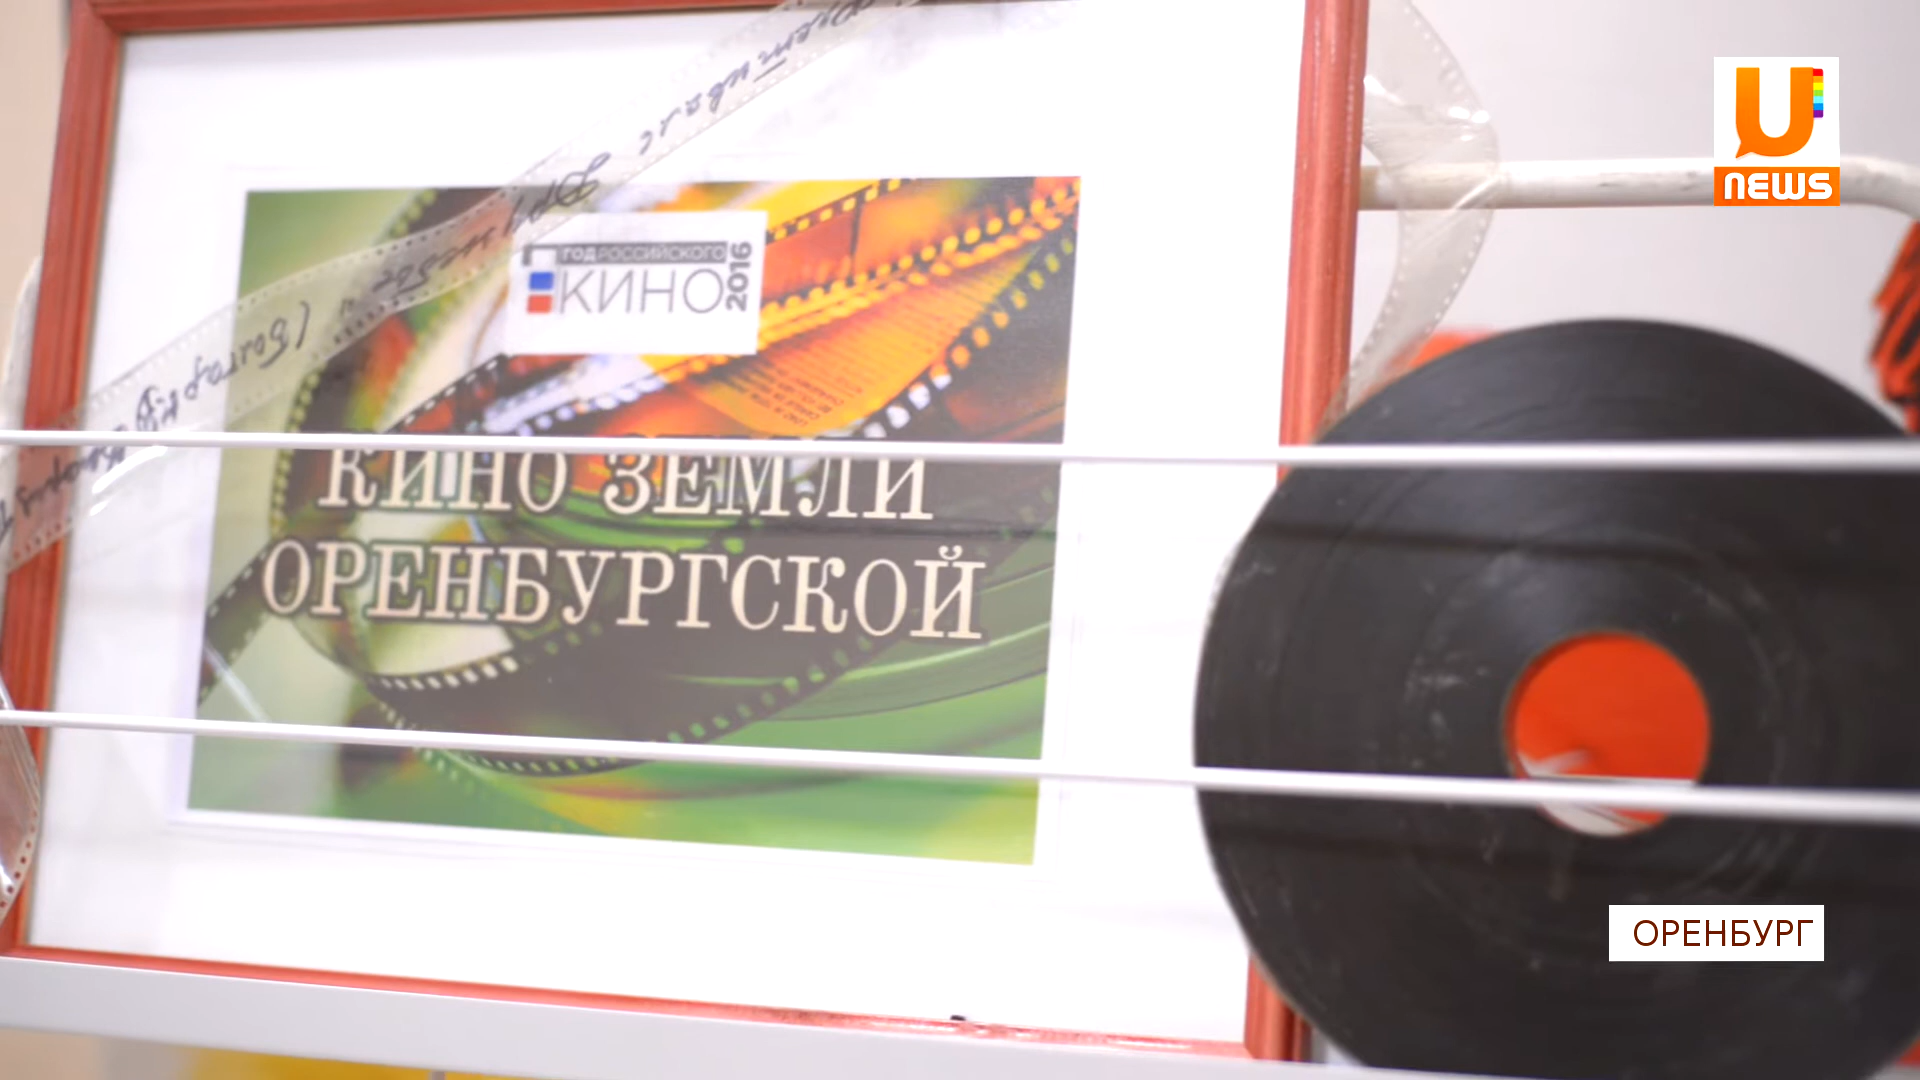 U
NEWS
ГОД РОССИЙСКОГО
КИНО
2016
КИНО ЗЕМЛИ
ОРЕНБУРГСКОЙ
ОРЕНБУРГ